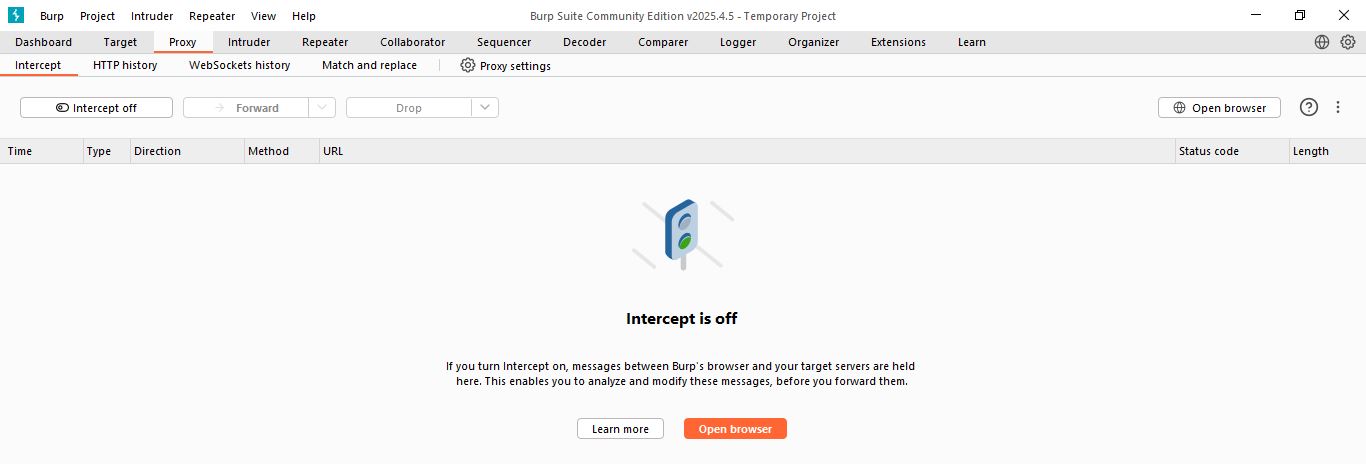 Burp Project Intruder Repeater View Help Burp Suite Community Edition v2025.4.5 - Temporary Project
Dashboard Target Proxy Intruder Repeater Collaborator Sequencer Decoder Comparer Logger Organizer Extensions Learn
Intercept HTTP history WebSockets history Match and replace Proxy settings
Intercept off Forward Drop Open browser
Time Type Direction Method URL Status code Length
Intercept is off
If you turn Intercept on, messages between Burp's browser and your target servers are held
here. This enables you to analyze and modify these messages, before you forward them.
Learn more Open browser